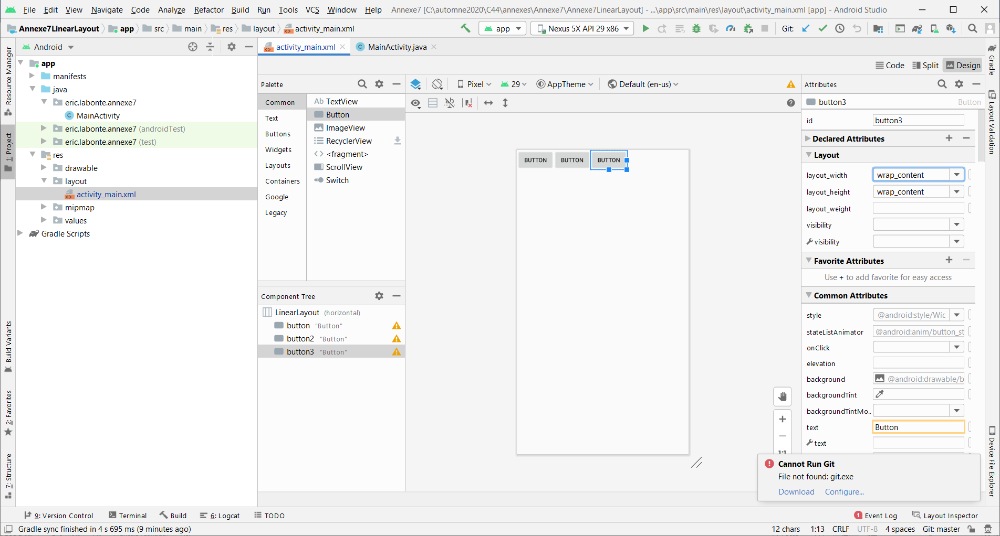 File Edit View Navigate Code Analyze Refactor Build Run Tools VCS Window Help Annexe7 [C:\automne2020\C44\annexes\Annexe7\Annexe7LinearLayout] - ...\app\src\main\res\layout\activity_main.xml [app] - Android Studio
Annexe7LinearLayout app src main res layout activity_main.xml app Nexus 5X API 29 x86 Git:
Android
activity_main.xml MainActivity.java
Resource Manager
1: Project
Build Variants
2: Favorites
7: Structure
app
manifests
java
eric.labonte.annexe7
MainActivity
eric.labonte.annexe7 (androidTest)
eric.labonte.annexe7 (test)
res
drawable
layout
activity_main.xml
mipmap
values
Gradle Scripts
Code Split Design
Palette
Common
Text
Buttons
Widgets
Layouts
Containers
Google
Legacy
Ab TextView
Button
ImageView
RecyclerView
<fragment>
ScrollView
Switch
Component Tree
LinearLayout (horizontal)
button "Button"
button2 "Button"
button3 "Button"
Pixel 29 AppTheme Default (en-us)
BUTTON BUTTON BUTTON
1:1
Attributes
button3 Button
id button3
Declared Attributes
Layout
layout_width wrap_content
layout_height wrap_content
layout_weight
visibility
visibility
Favorite Attributes
Use + to add favorite for easy access
Common Attributes
style @android:style/Wic
stateListAnimator @android:anim/button_st
onClick
elevation
background @android:drawable/b
backgroundTint
backgroundTintMo..
text Button
text
Cannot Run Git
File not found: git.exe
Download Configure...
Gradle
Layout Validation
Device File Explorer
9: Version Control Terminal Build 6: Logcat TODO 1 Event Log Layout Inspector
Gradle sync finished in 4 s 695 ms (9 minutes ago) 12 chars 1:13 CRLF UTF-8 4 spaces Git: master